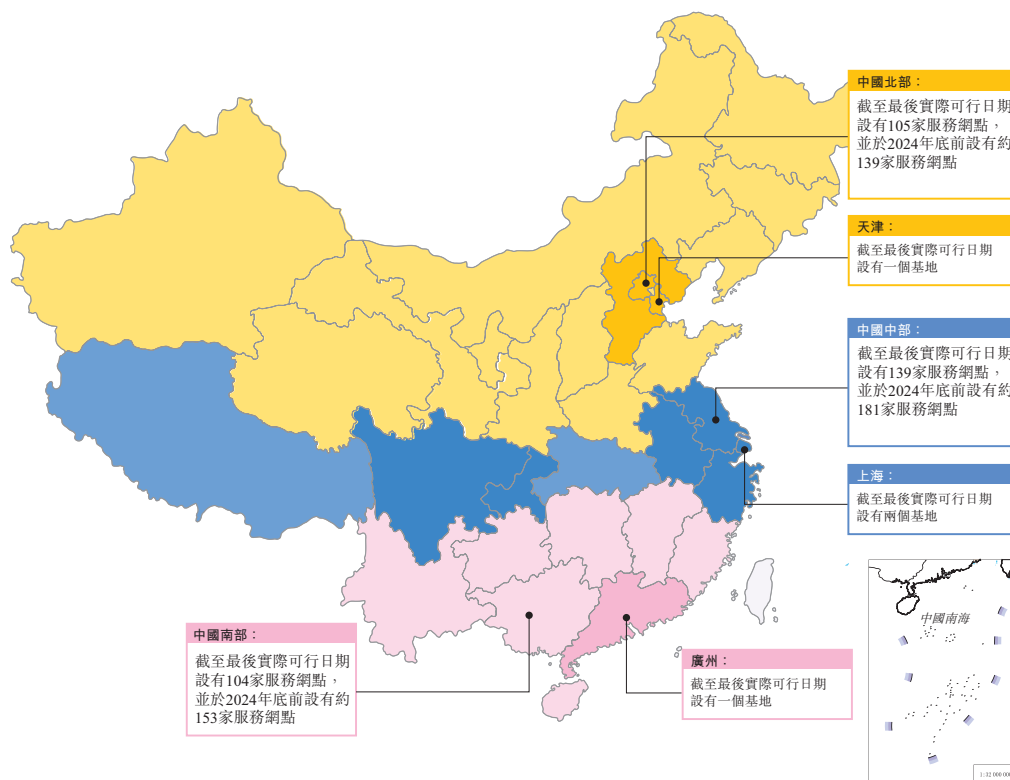 中國北部：
截至最後實際可行日期
設有105家服務網點，
並於2024年底前設有約
139家服務網點
天津：
截至最後實際可行日期
設有一個基地
中國中部：
截至最後實際可行日期
設有139家服務網點，
並於2024年底前設有約
181家服務網點
上海：
截至最後實際可行日期
設有兩個基地
中國南海
1:32 000 000
中國南部：
截至最後實際可行日期
設有104家服務網點，
並於2024年底前設有約
153家服務網點
廣州：
截至最後實際可行日期
設有一個基地